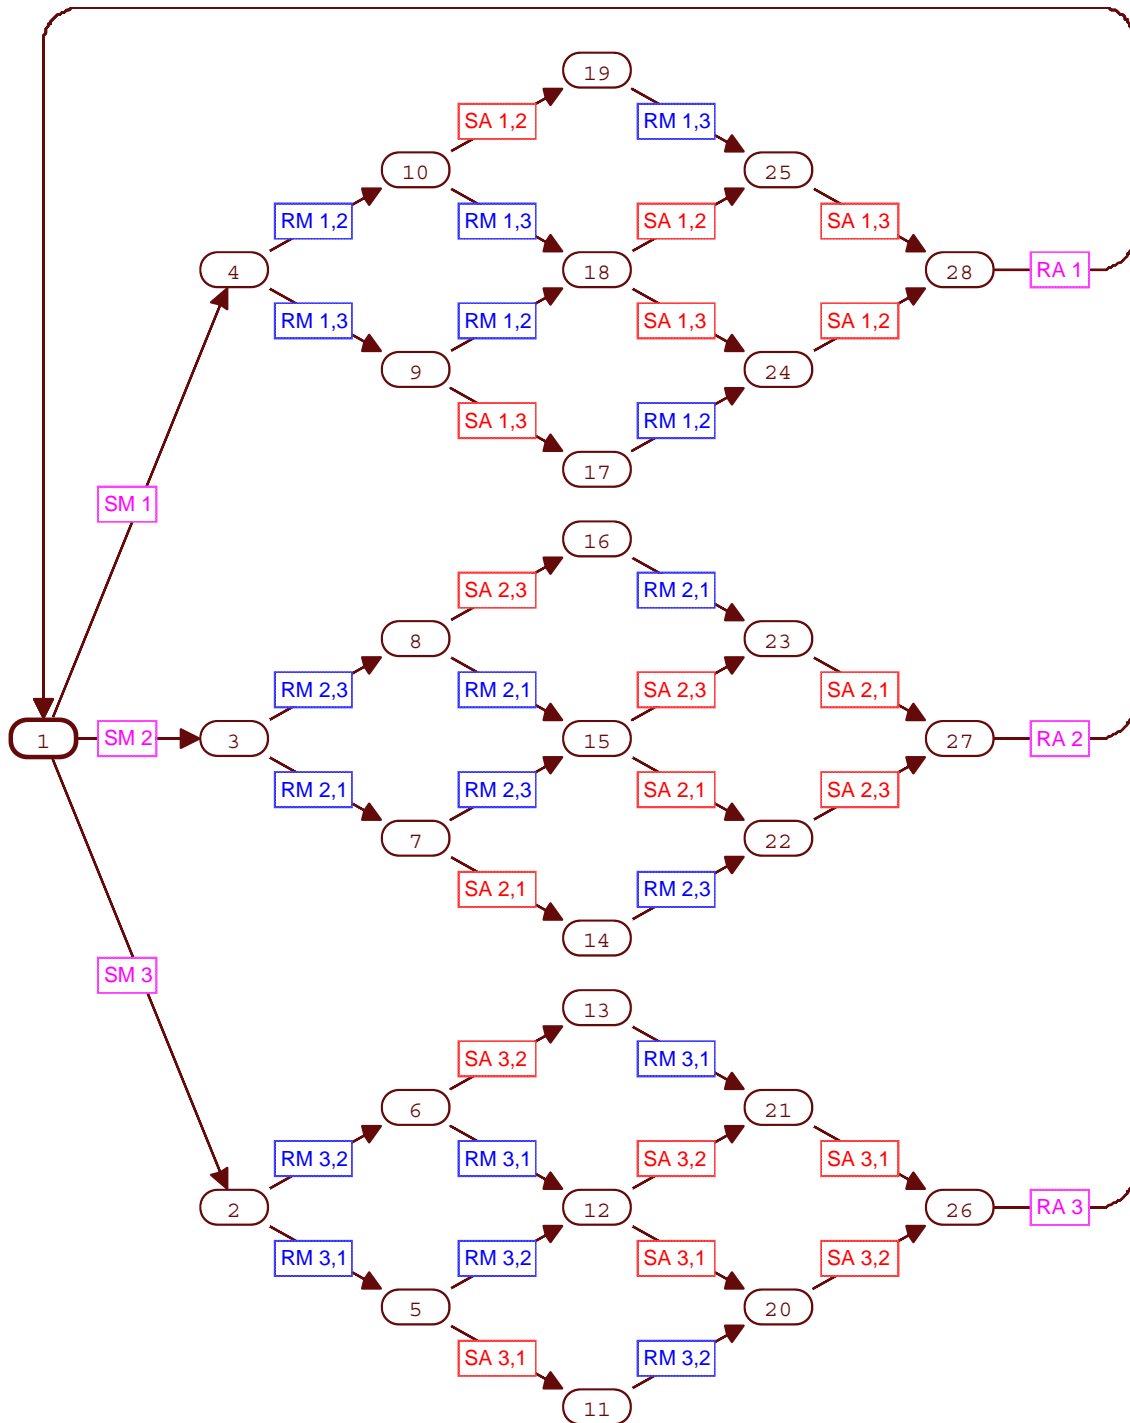 19
SA 1,2
RM 1,3
10
25
RM 1,2
RM 1,3
SA 1,2
SA 1,3
4
18
28
RA 1
RM 1,3
RM 1,2
SA 1,3
SA 1,2
9
24
SA 1,3
RM 1,2
17
SM 1
16
SA 2,3
RM 2,1
8
23
RM 2,3
RM 2,1
SA 2,3
SA 2,1
1
SM 2
3
15
27
RA 2
RM 2,1
RM 2,3
SA 2,1
SA 2,3
7
22
SA 2,1
RM 2,3
14
SM 3
13
SA 3,2
RM 3,1
6
21
RM 3,2
RM 3,1
SA 3,2
SA 3,1
2
12
26
RA 3
RM 3,1
RM 3,2
SA 3,1
SA 3,2
5
20
SA 3,1
RM 3,2
11